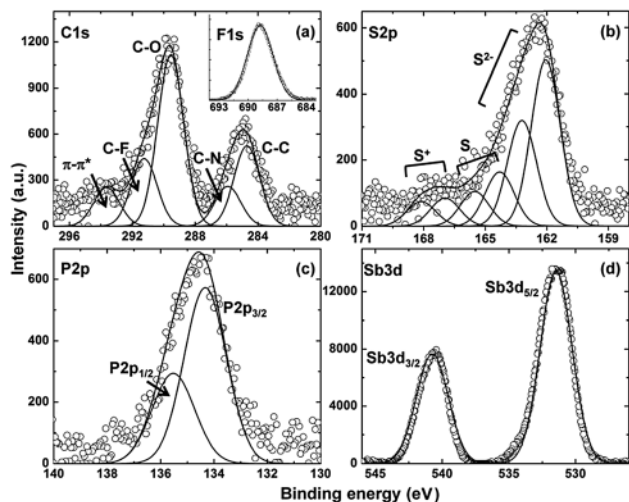 C1s
C-O
F1s
(a)
693 690 687 684
π-π*
C-F
C-N
C-C
1200
900
600
300
0
296 292 288 284 280
S2p
(b)
S²⁻
S
S⁺
600
400
200
0
171 168 165 162 159
Intensity (a.u.)
P2p
(c)
P2p₃/₂
P2p₁/₂
600
400
200
0
140 138 136 134 132 130
Sb3d
(d)
Sb3d₅/₂
Sb3d₃/₂
12000
8000
4000
0
545 540 535 530
Binding energy (eV)